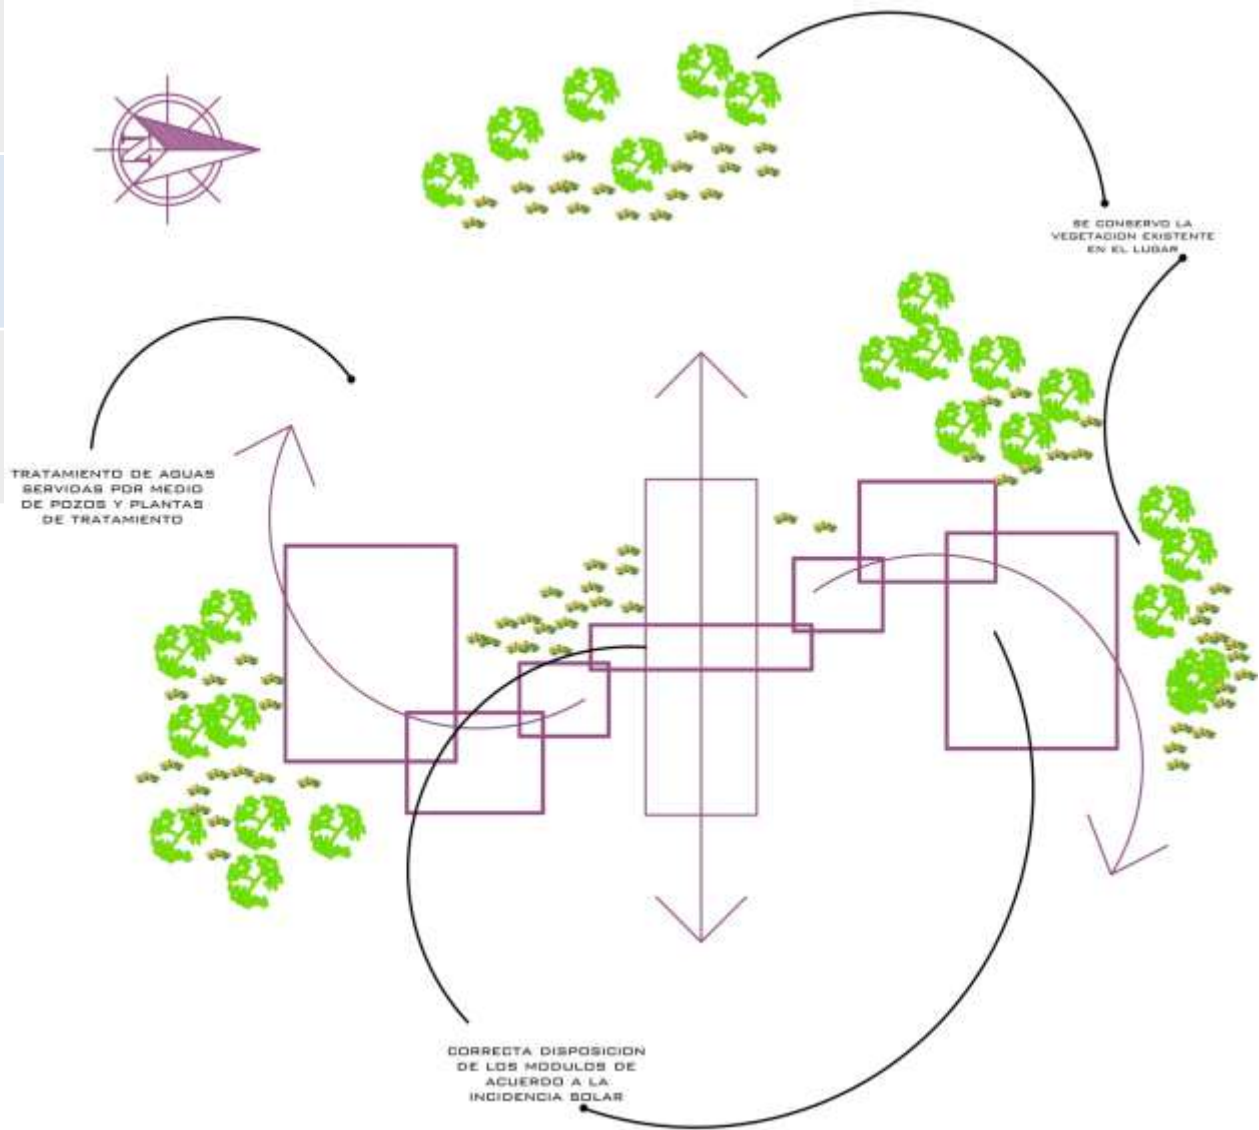 N
SE CONSERVO LA
VEGETACION EXISTENTE
EN EL LUGAR
TRATAMIENTO DE AGUAS
SERVIDAS POR MEDIO
DE POZOS Y PLANTAS
DE TRATAMIENTO
CORRECTA DISPOSICION
DE LOS MODULOS DE
ACUERDO A LA
INCIDENCIA SOLAR